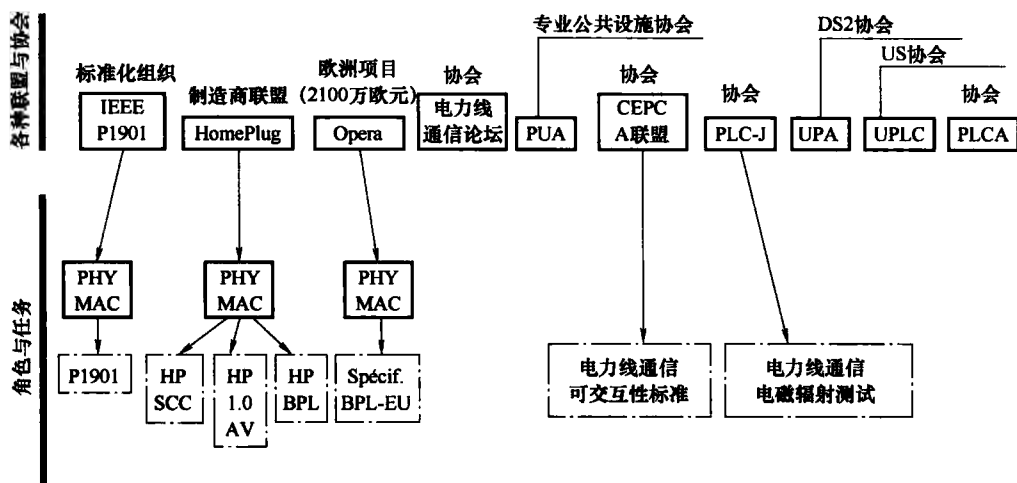 各种联盟与协会
专业公共设施协会
DS2协会
US协会
标准化组织
制造商联盟
欧洲项目
(2100万欧元)
协会
协会
协会
协会
IEEE
P1901
HomePlug
Opera
电力线
通信论坛
PUA
CEPC
A联盟
PLC-J
UPA
UPLC
PLCA
角色与任务
PHY
MAC
PHY
MAC
PHY
MAC
P1901
HP
SCC
HP
1.0
AV
HP
BPL
Spécif.
BPL-EU
电力线通信
可交互性标准
电力线通信
电磁辐射测试